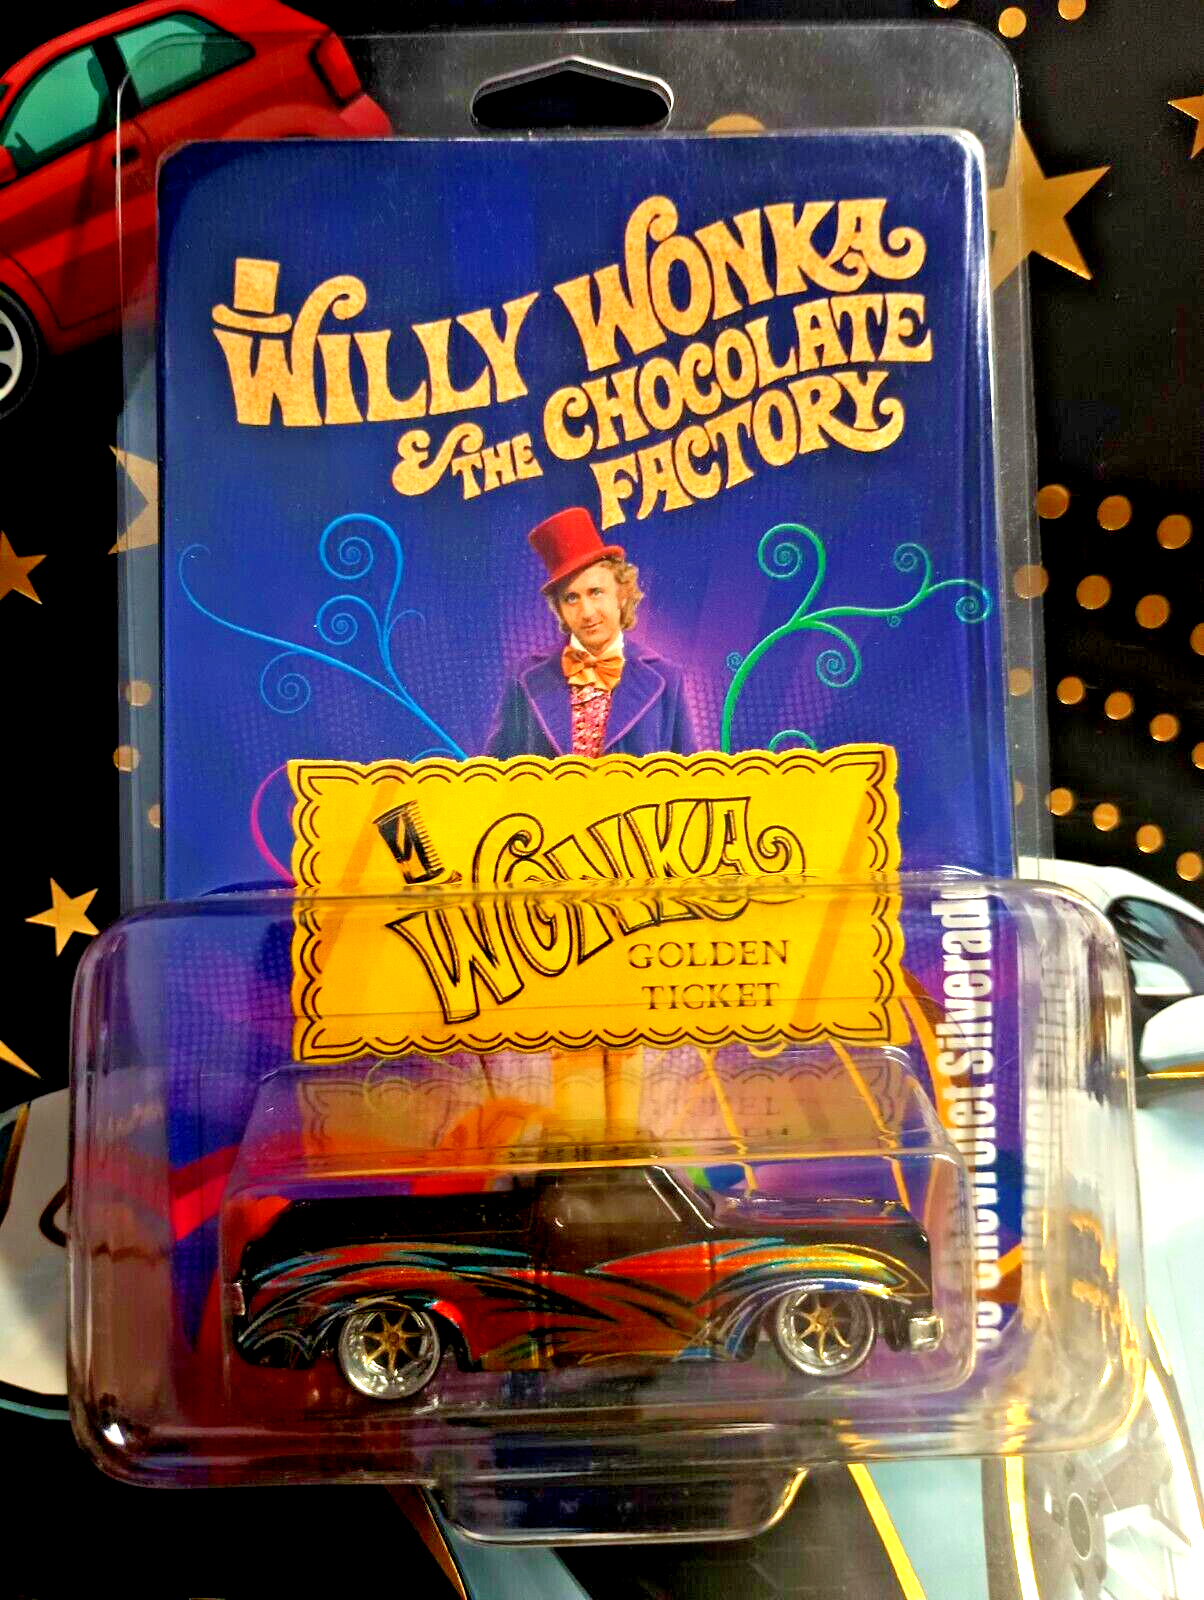 WILLY WONKA
& THE CHOCOLATE
FACTORY
WONKA
GOLDEN
TICKET
Chevrolet Silverado